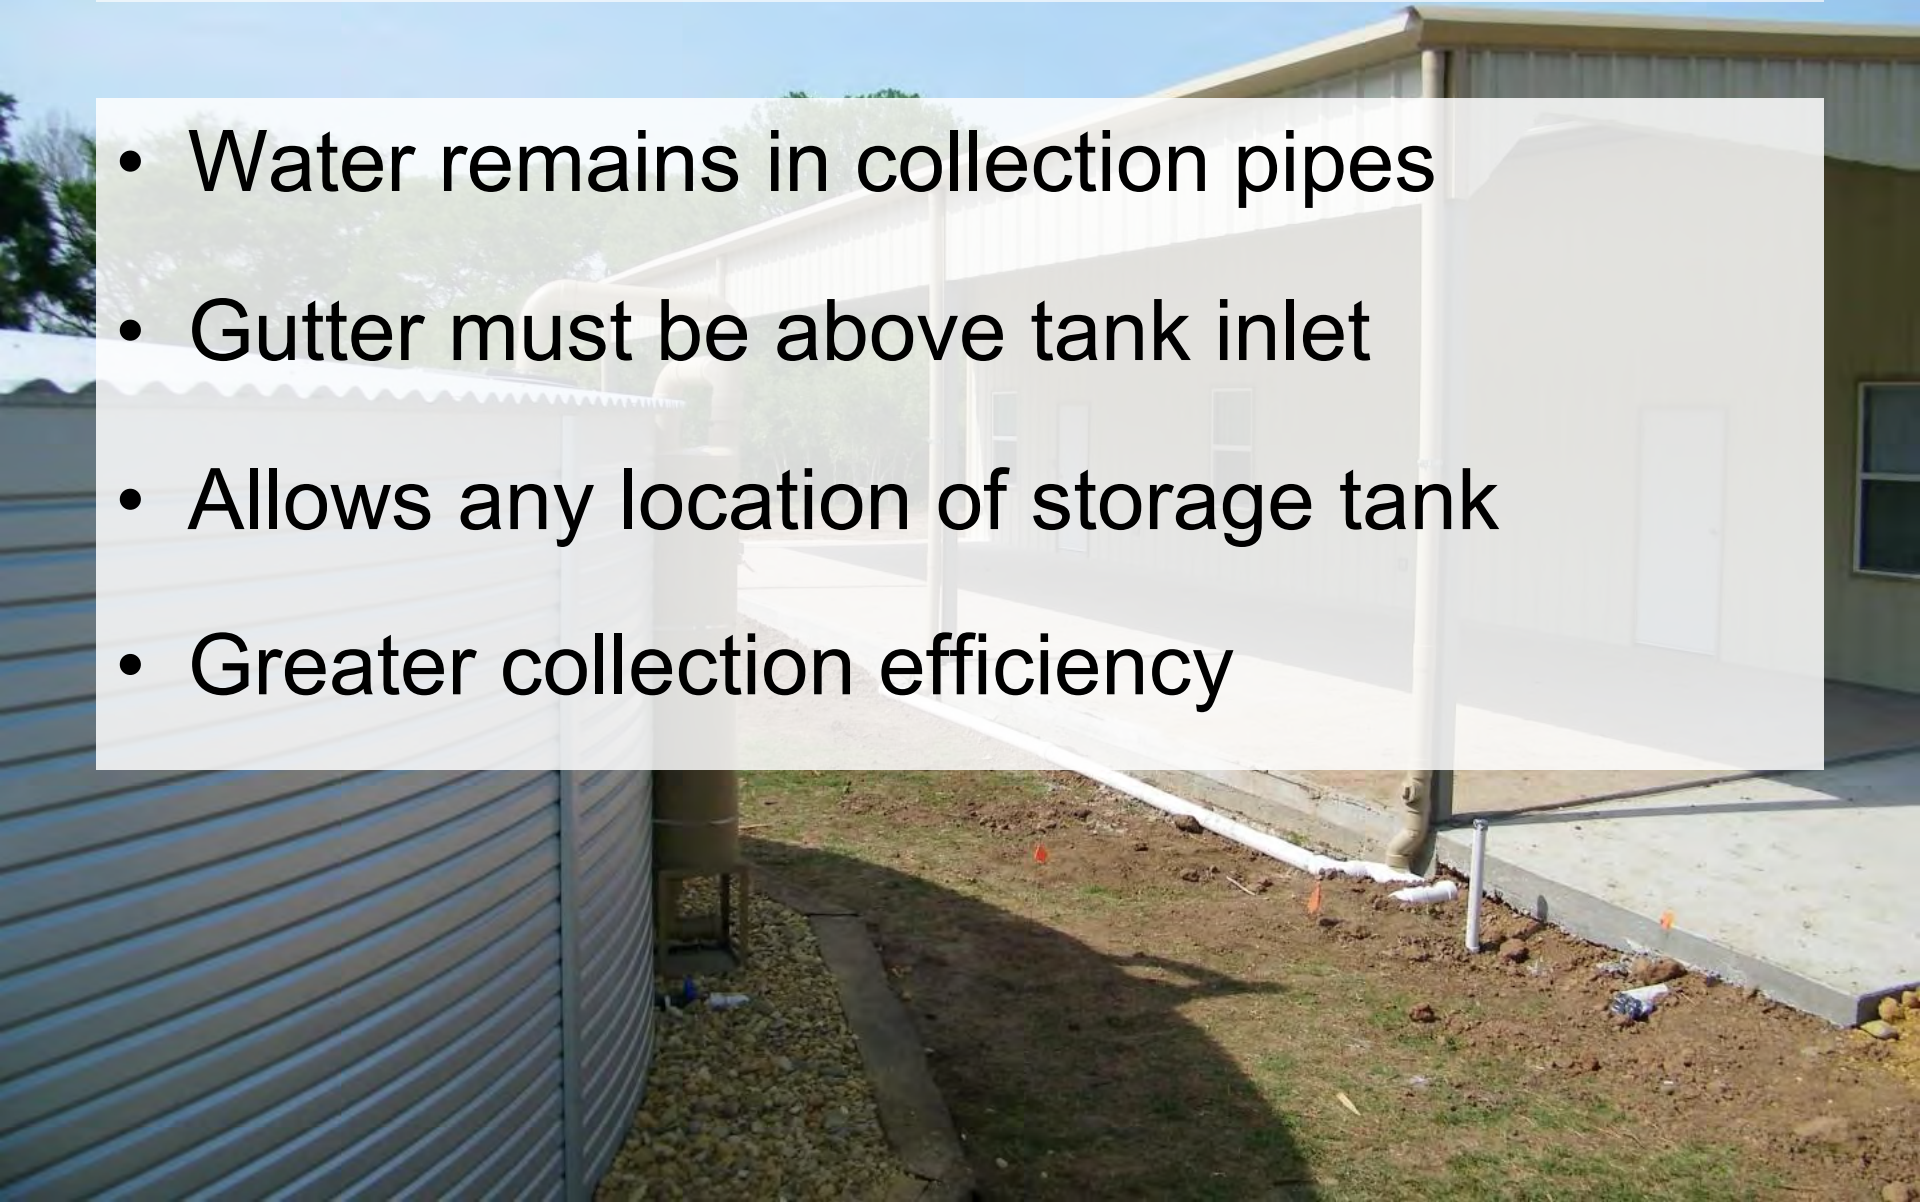 • Water remains in collection pipes
• Gutter must be above tank inlet
• Allows any location of storage tank
• Greater collection efficiency